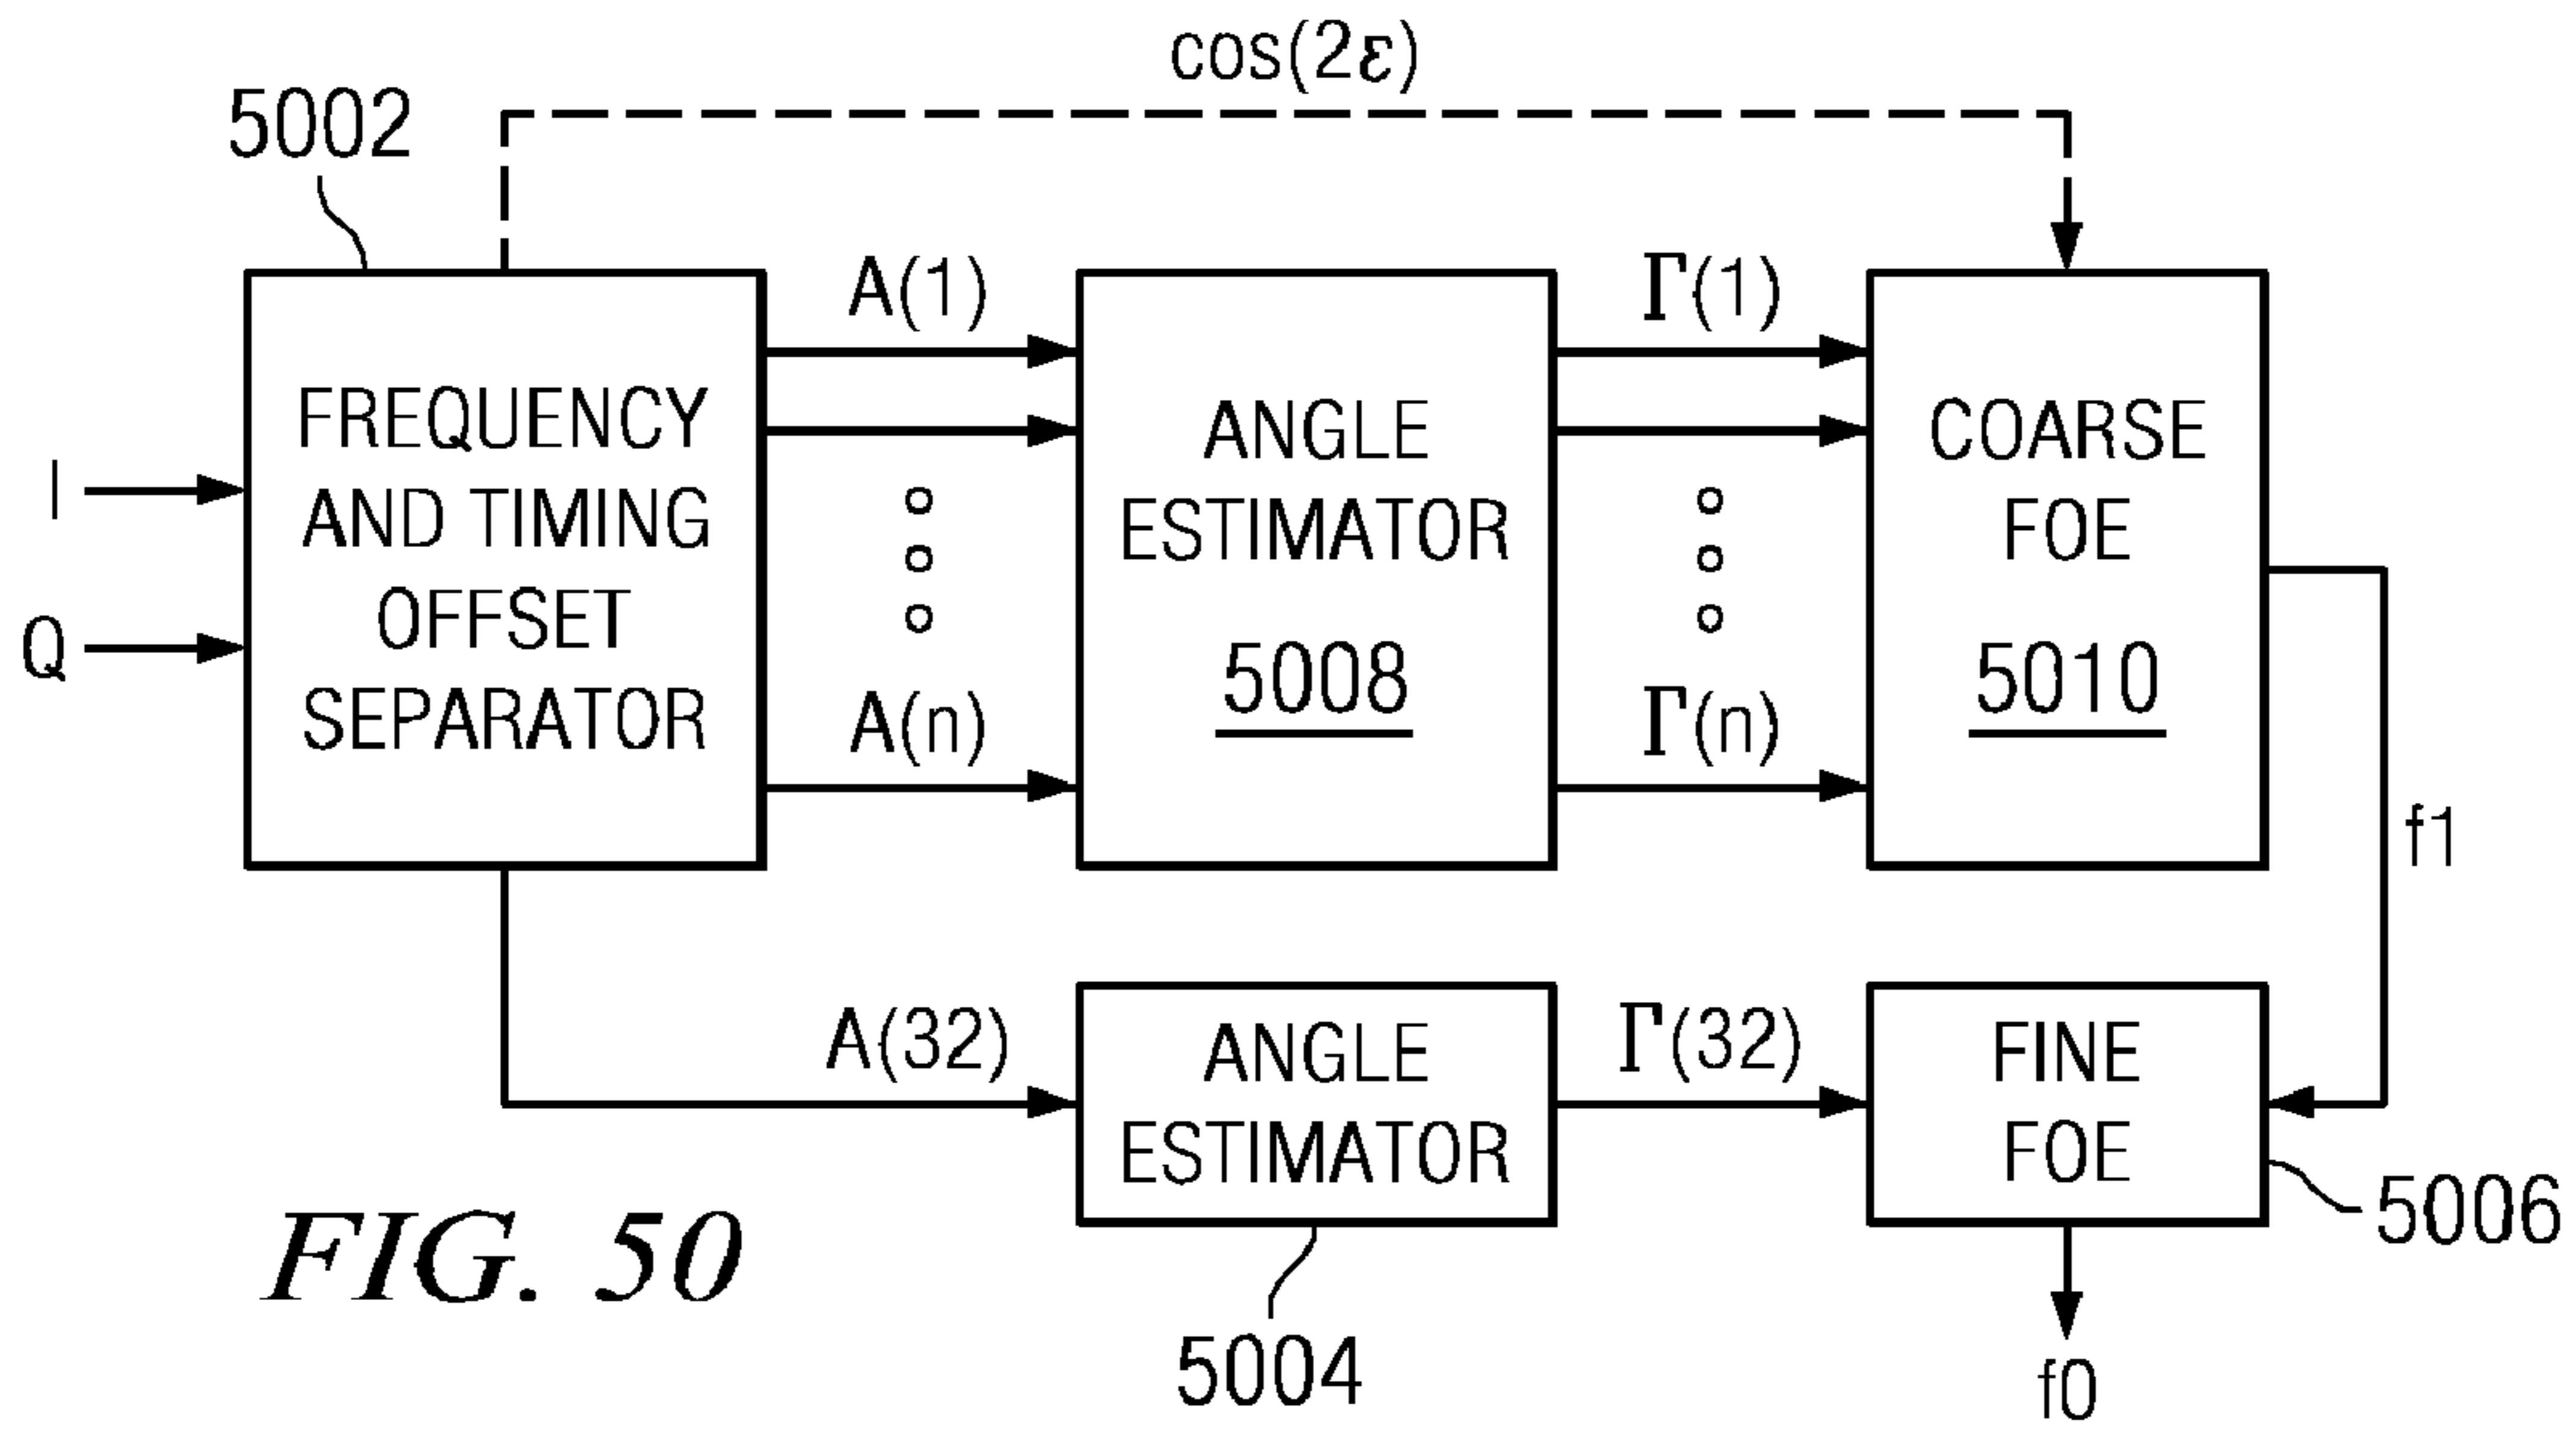 cos(2ε)
5002
A(1)
Γ(1)
I
Q
FREQUENCY
AND TIMING
OFFSET
SEPARATOR
ANGLE
ESTIMATOR
5008
COARSE
FOE
5010
A(n)
Γ(n)
f1
A(32)
ANGLE
ESTIMATOR
Γ(32)
FINE
FOE
5006
5004
f0
FIG. 50